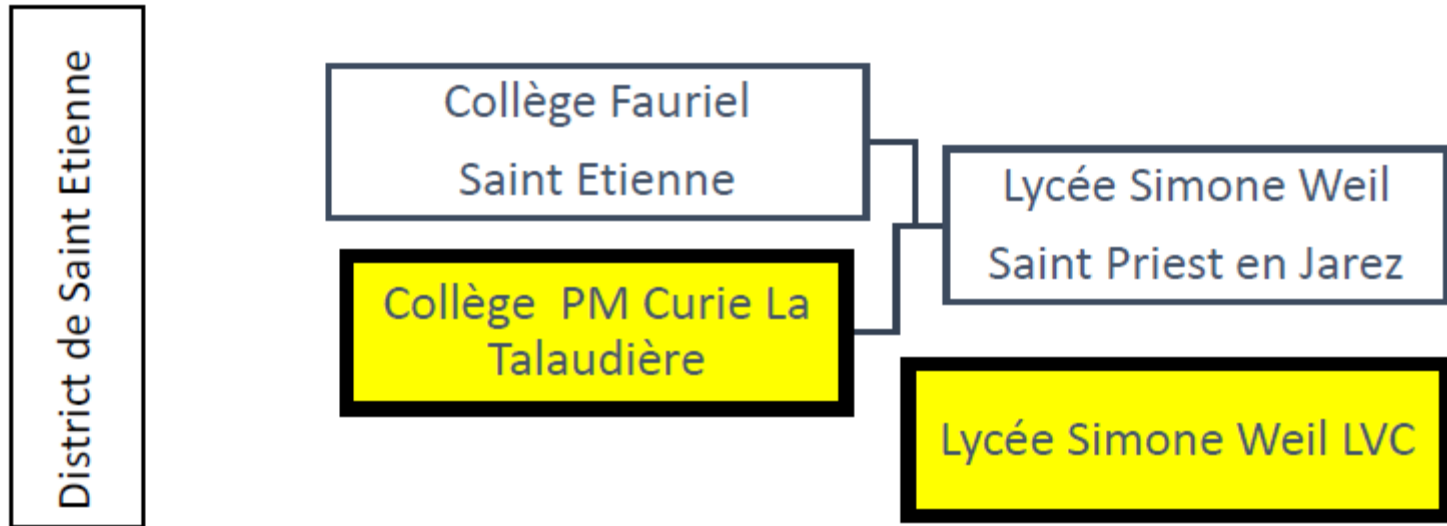 District de Saint Etienne
Collège Fauriel
Saint Etienne
Lycée Simone Weil
Saint Priest en Jarez
Collège  PM Curie La
Talaudière
Lycée Simone Weil LVC